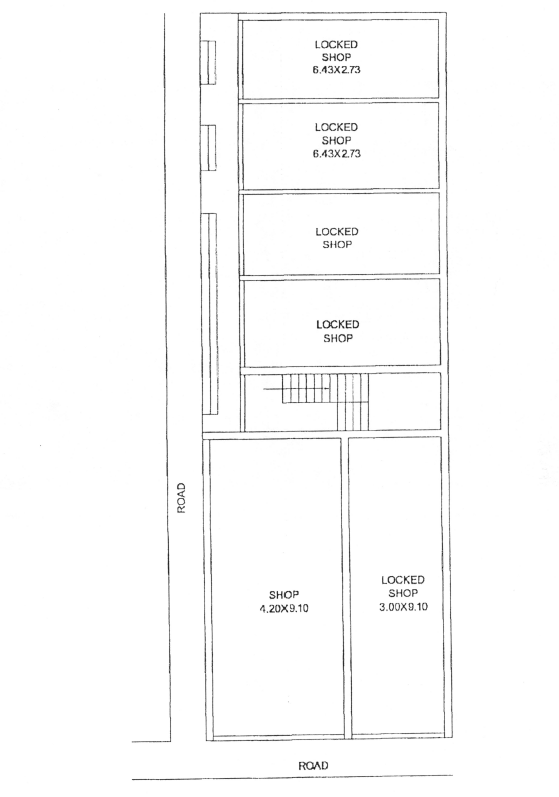 LOCKED
SHOP
6.43X2.73
LOCKED
SHOP
6.43X2.73
LOCKED
SHOP
LOCKED
SHOP
ROAD
SHOP
4.20X9.10
LOCKED
SHOP
3.00X9.10
ROAD